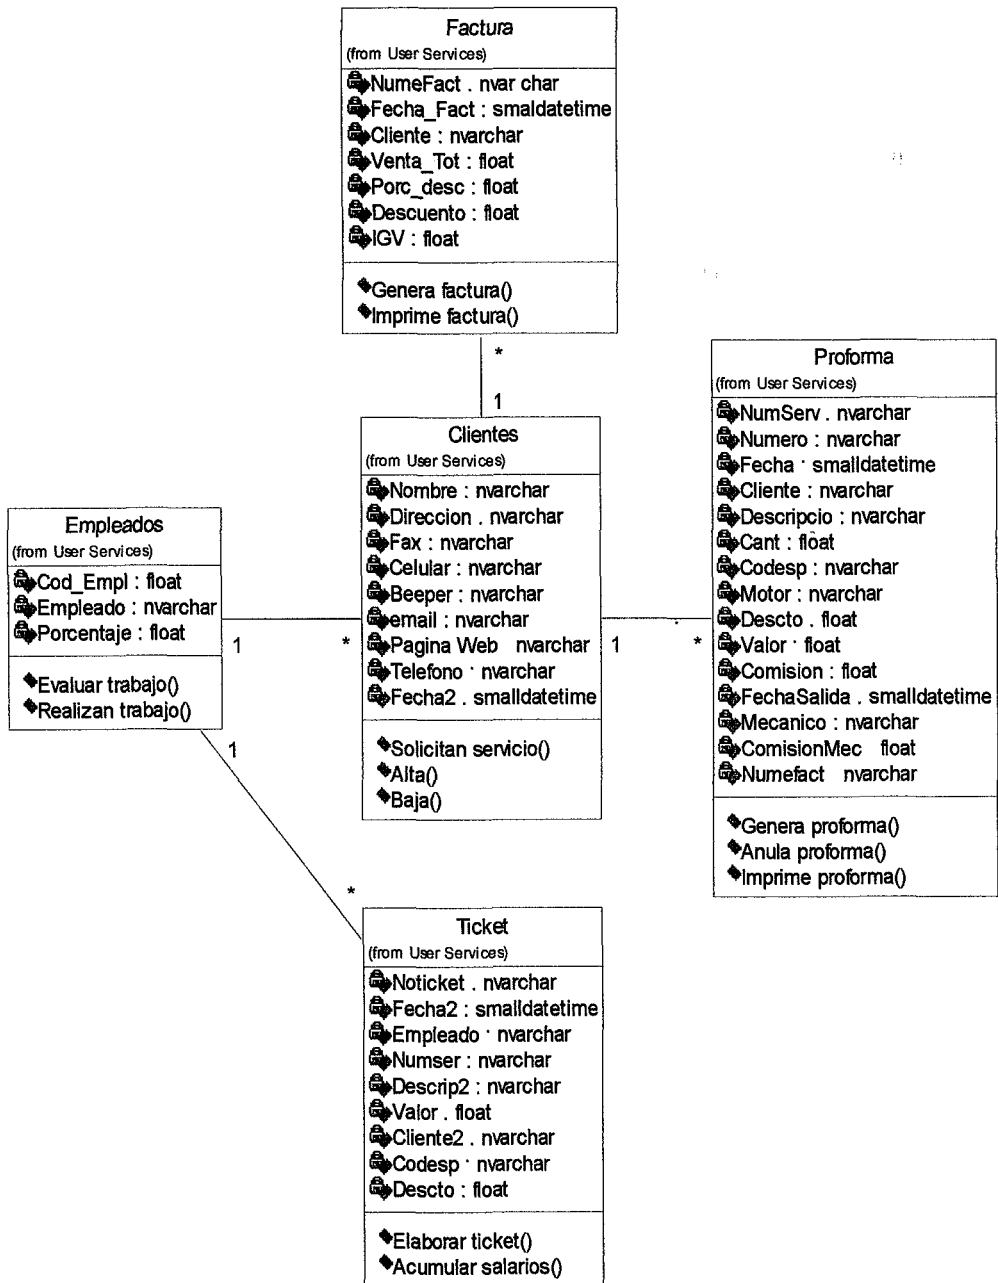 Factura
(from User Services)
NumeFact . nvar char
Fecha_Fact : smaldatetime
Cliente : nvarchar
Venta_Tot : float
Porc_desc : float
Descuento : float
IGV : float
Genera factura()
Imprime factura()
*
1
Clientes
(from User Services)
Nombre : nvarchar
Direccion . nvarchar
Fax : nvarchar
Celular : nvarchar
Beeper : nvarchar
email : nvarchar
Pagina Web nvarchar
Telefono · nvarchar
Fecha2 . smalldatetime
Solicitan servicio()
Alta()
Baja()
Proforma
(from User Services)
NumServ . nvarchar
Numero : nvarchar
Fecha · smalldatetime
Cliente : nvarchar
Descripcio : nvarchar
Cant : float
Codesp : nvarchar
Motor : nvarchar
Descto . float
Valor · float
Comision : float
FechaSalida . smalldatetime
Mecanico : nvarchar
ComisionMec float
Numefact nvarchar
Genera proforma()
Anula proforma()
Imprime proforma()
Empleados
(from User Services)
Cod_Empl : float
Empleado : nvarchar
Porcentaje : float
Evaluar trabajo()
Realizan trabajo()
1
*
1
*
1
*
Ticket
(from User Services)
Noticket . nvarchar
Fecha2 : smalldatetime
Empleado · nvarchar
Numser : nvarchar
Descrip2 : nvarchar
Valor . float
Cliente2 . nvarchar
Codesp · nvarchar
Descto : float
Elaborar ticket()
Acumular salarios()